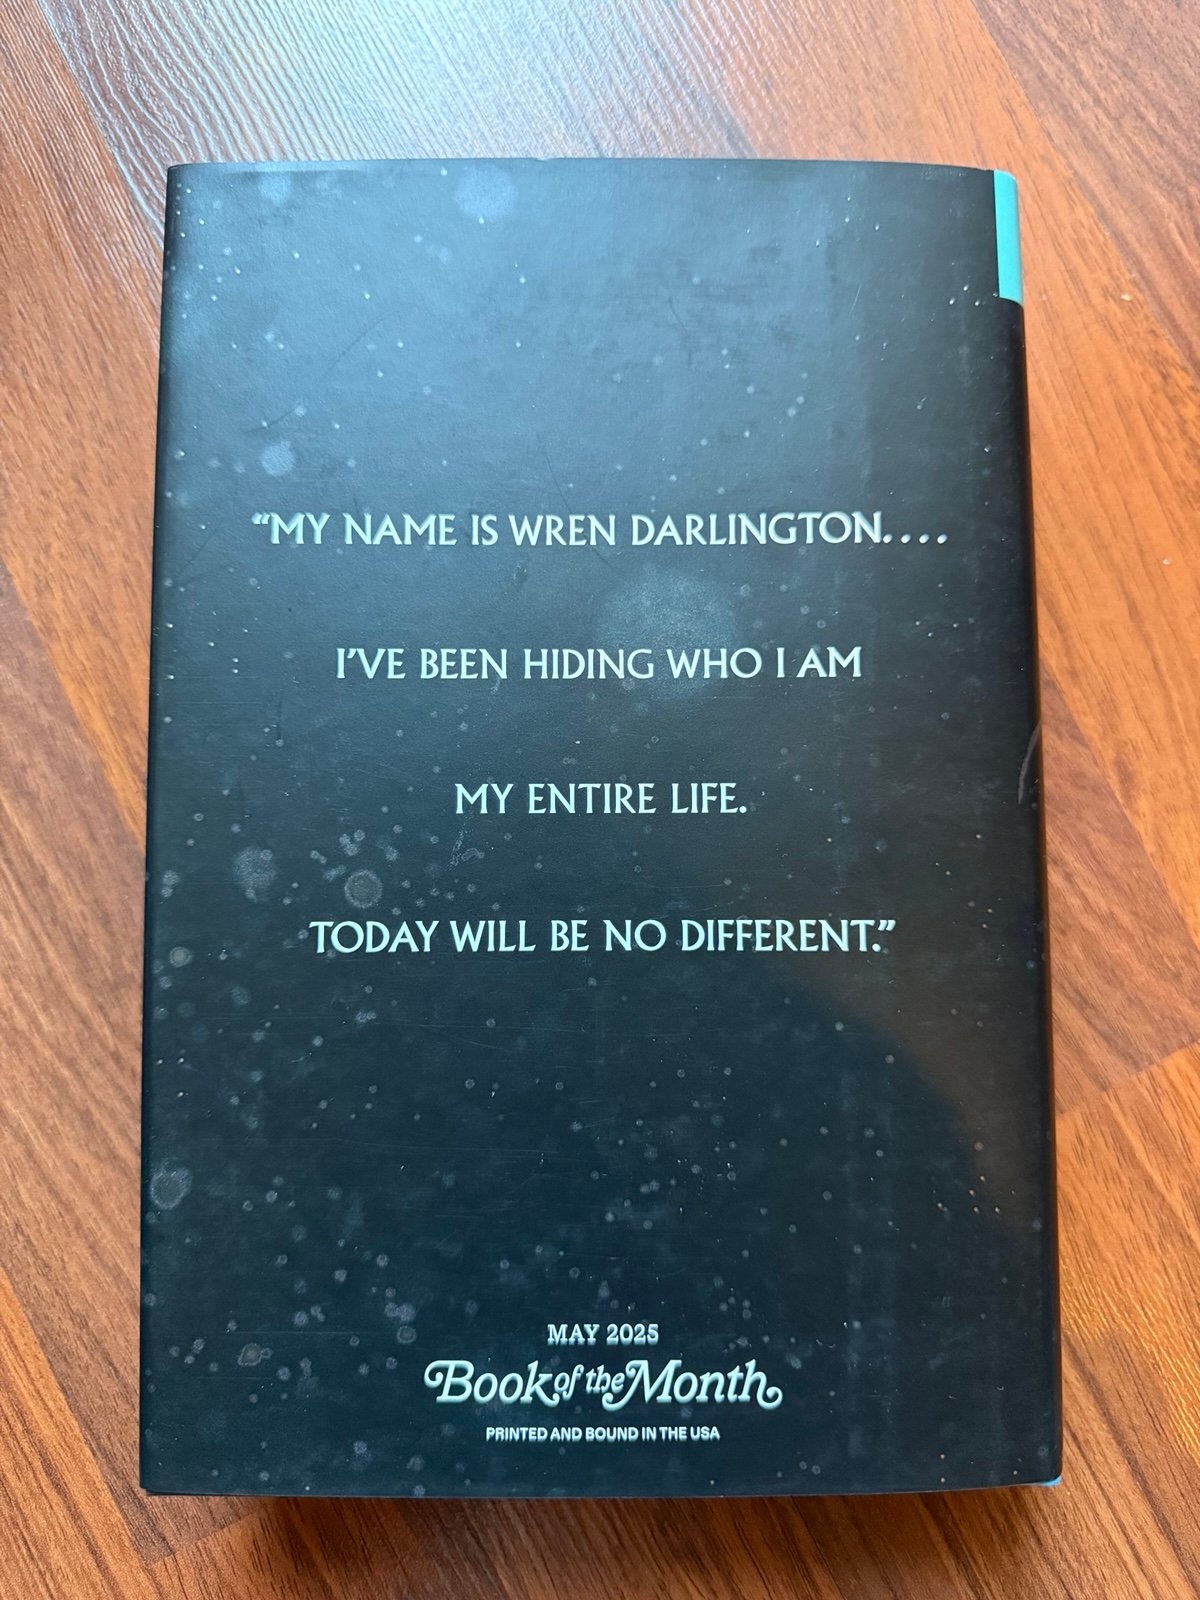 “MY NAME IS WREN DARLINGTON. . . .
I’VE BEEN HIDING WHO I AM
MY ENTIRE LIFE.
TODAY WILL BE NO DIFFERENT.”
MAY 2025
Book of the Month
PRINTED AND BOUND IN THE USA